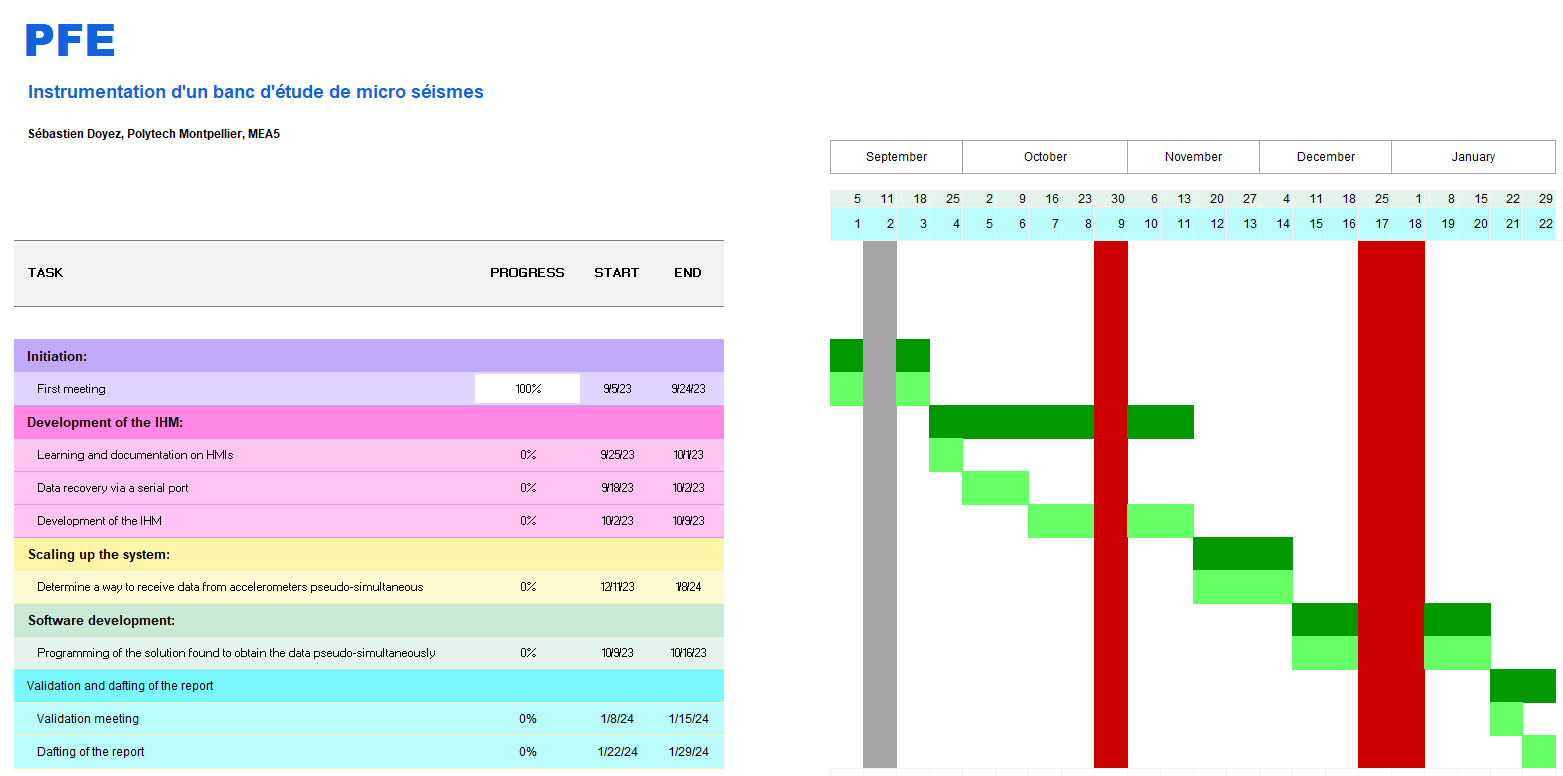 PFE
Instrumentation d'un banc d'étude de micro séismes
Sébastien Doyez, Polytech Montpellier, MEA5
September October November December January
5 11 18 25 2 9 16 23 30 6 13 20 27 4 11 18 25 1 8 15 22 29
1 2 3 4 5 6 7 8 9 10 11 12 13 14 15 16 17 18 19 20 21 22
TASK PROGRESS START END
Initiation:
First meeting 100% 9/5/23 9/24/23
Development of the IHM:
Learning and documentation on HMIs 0% 9/25/23 10/1/23
Data recovery via a serial port 0% 9/18/23 10/2/23
Development of the IHM 0% 10/2/23 10/9/23
Scaling up the system:
Determine a way to receive data from accelerometers pseudo-simultaneous 0% 12/11/23 1/8/24
Software development:
Programming of the solution found to obtain the data pseudo-simultaneously 0% 10/9/23 10/16/23
Validation and dafting of the report
Validation meeting 0% 1/8/24 1/15/24
Dafting of the report 0% 1/22/24 1/29/24